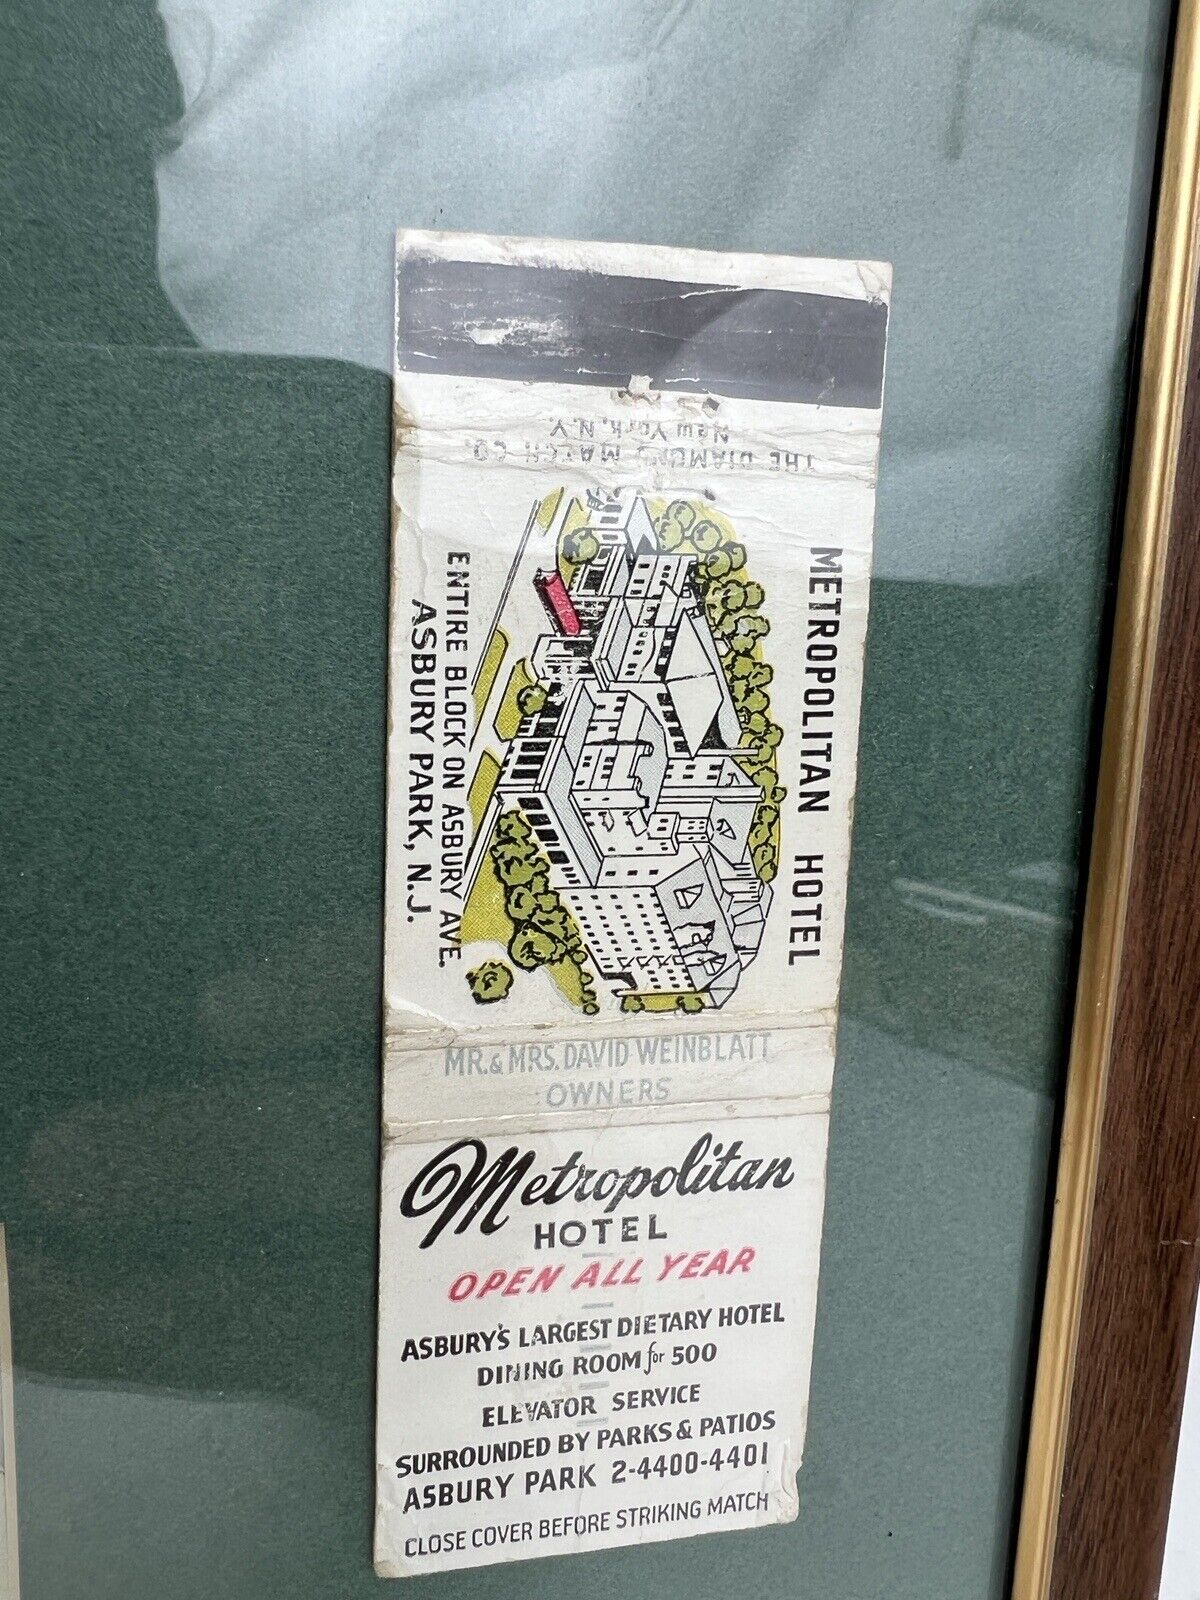 THE DIAMOND MATCH CO.
New York, N.Y.
METROPOLITAN HOTEL
ENTIRE BLOCK ON ASBURY AVE.
ASBURY PARK, N.J.
MR. & MRS. DAVID WEINBLATT
OWNERS
Metropolitan
HOTEL
OPEN ALL YEAR
ASBURY'S LARGEST DIETARY HOTEL
DINING ROOM for 500
ELEVATOR SERVICE
SURROUNDED BY PARKS & PATIOS
ASBURY PARK 2-4400-4401
CLOSE COVER BEFORE STRIKING MATCH